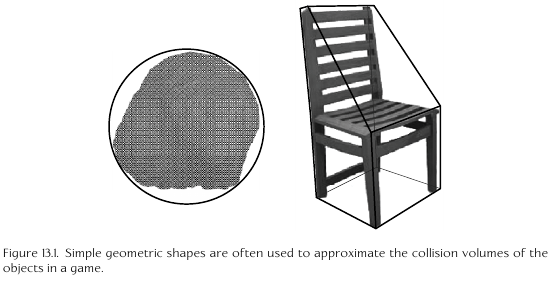 Figure 13.1. Simple geometric shapes are often used to approximate the collision volumes of the
objects in a game.